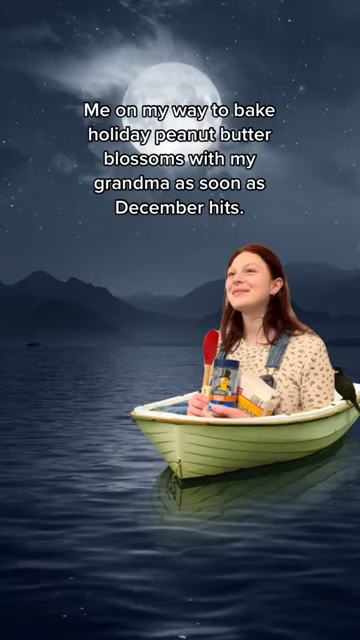 Me on my way to bake
holiday peanut butter
blossoms with my
grandma as soon as
December hits.